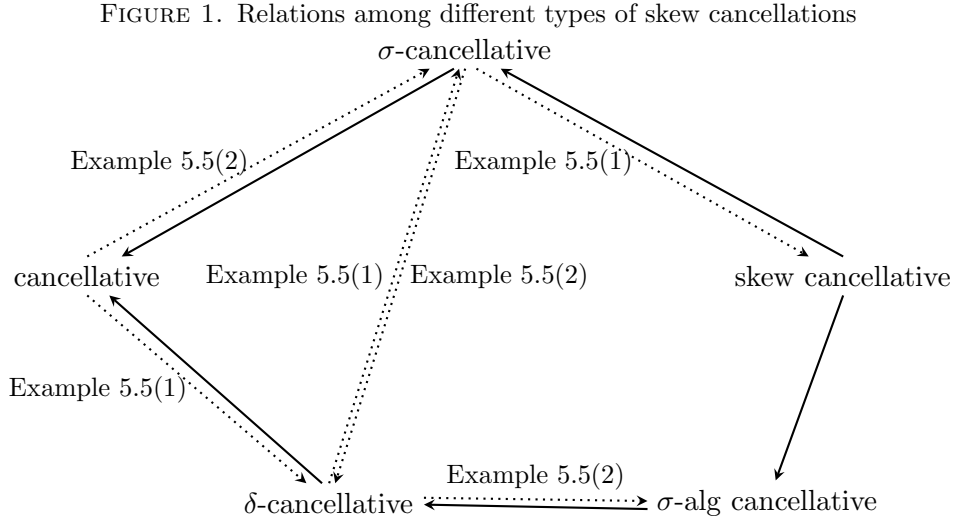 FIGURE 1. Relations among different types of skew cancellations
σ-cancellative
Example 5.5(2)
Example 5.5(1)
cancellative
Example 5.5(1)
Example 5.5(2)
skew cancellative
Example 5.5(1)
Example 5.5(2)
δ-cancellative
σ-alg cancellative